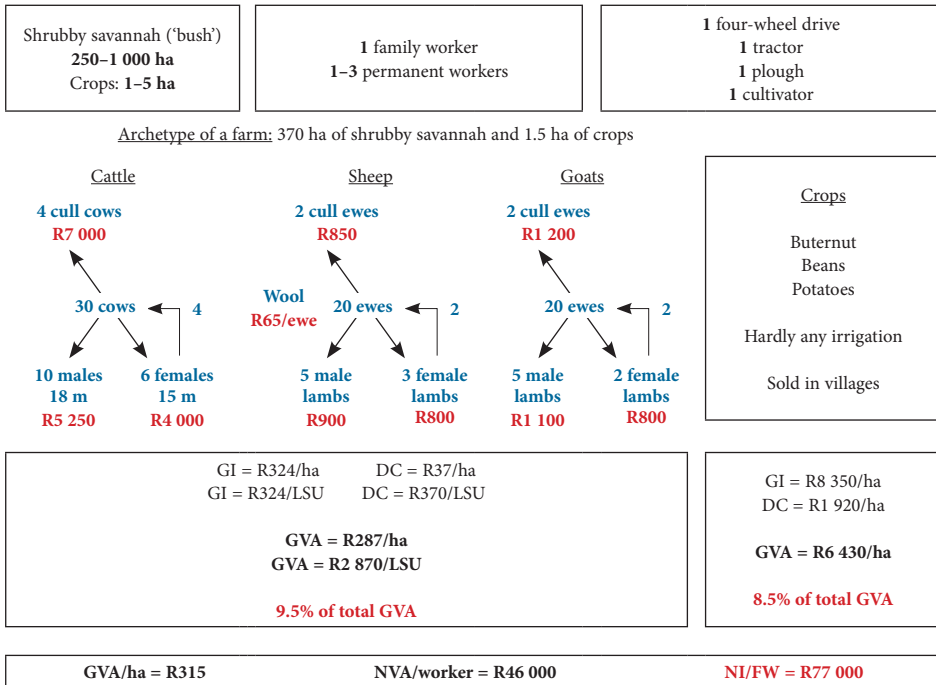 Shrubby savannah (‘bush’)
250–1 000 ha
Crops: 1–5 ha
1 family worker
1–3 permanent workers
1 four-wheel drive
1 tractor
1 plough
1 cultivator
Archetype of a farm: 370 ha of shrubby savannah and 1.5 ha of crops
Cattle
4 cull cows
R7 000
30 cows
4
10 males
18 m
R5 250
6 females
15 m
R4 000
Sheep
2 cull ewes
R850
Wool
R65/ewe
20 ewes
2
5 male
lambs
R900
3 female
lambs
R800
Goats
2 cull ewes
R1 200
20 ewes
2
5 male
lambs
R1 100
2 female
lambs
R800
Crops
Buternut
Beans
Potatoes
Hardly any irrigation
Sold in villages
GI = R324/ha DC = R37/ha
GI = R324/LSU DC = R370/LSU
GVA = R287/ha
GVA = R2 870/LSU
9.5% of total GVA
GI = R8 350/ha
DC = R1 920/ha
GVA = R6 430/ha
8.5% of total GVA
GVA/ha = R315 NVA/worker = R46 000 NI/FW = R77 000